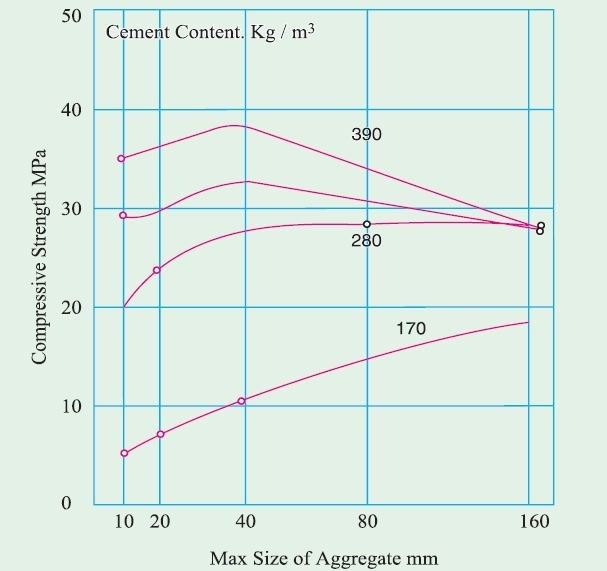 50
Cement Content. Kg / m³
40
390
30
280
20
170
10
0
10 20 40 80 160
Compressive Strength MPa
Max Size of Aggregate mm